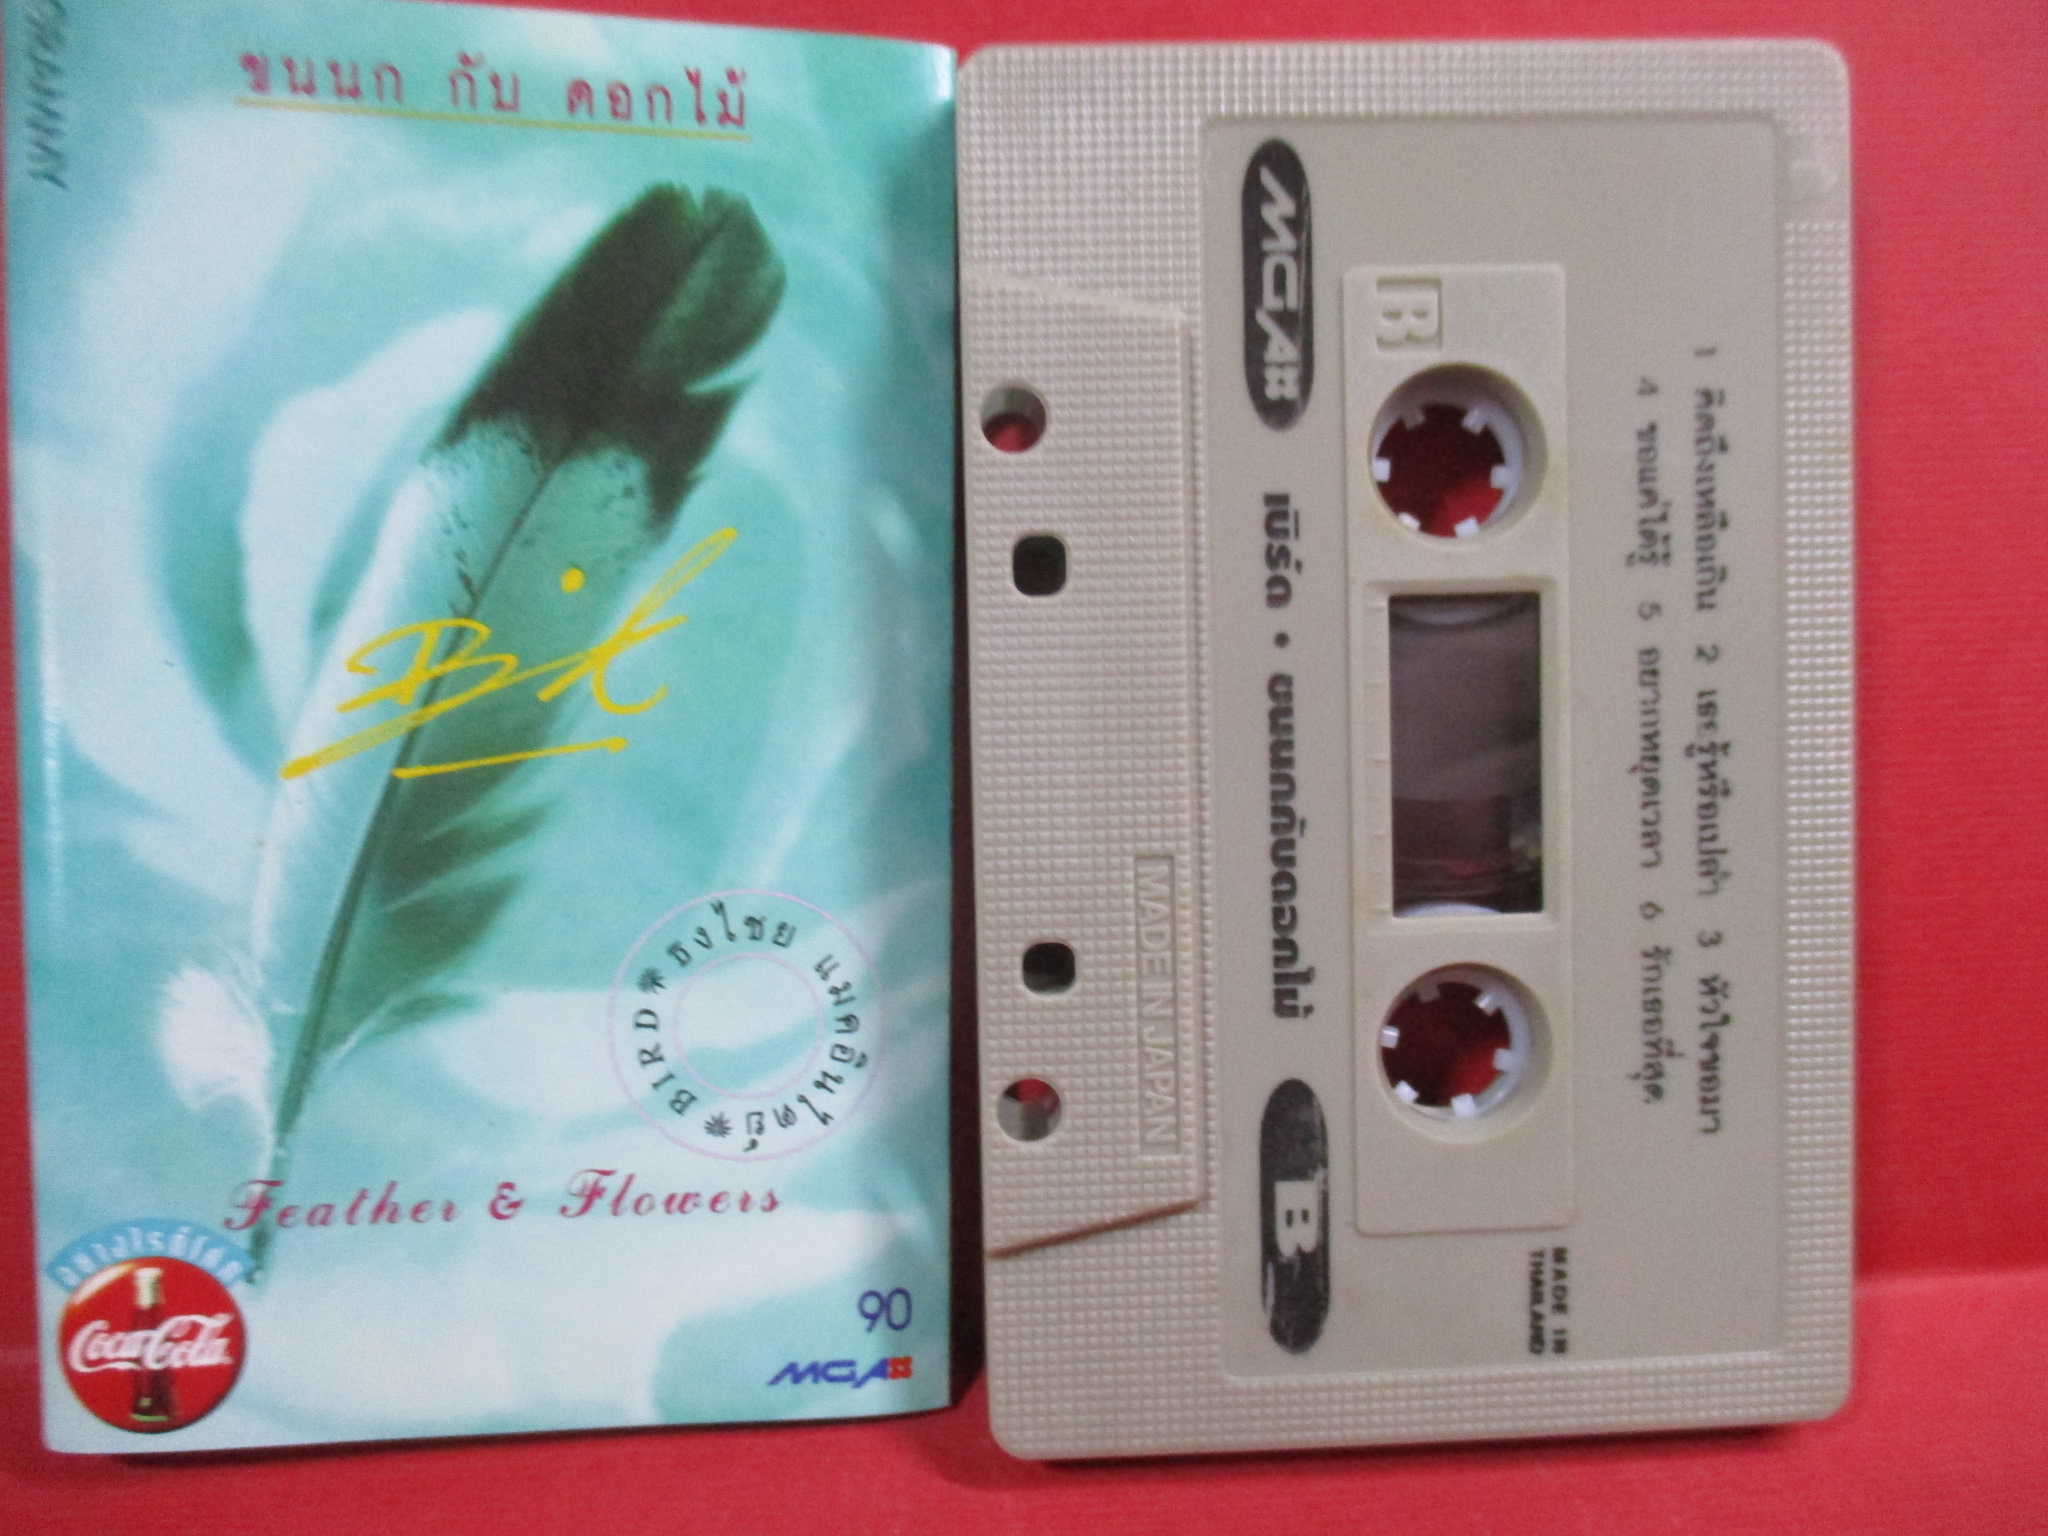 ขนนก กับ ดอกไม้
Bird
BIRD ธงไชย แมคอินไตย์
Feather & Flowers
Coca-Cola
90
MGA
MGA
เบิร์ด • ขนนกกับดอกไม้
B
B
1 คิดถึงเหลือเกิน 2 เธอรู้หรือเปล่า 3 หัวใจขอมา
4 ขอแค่ได้รู้ 5 อยากหยุดเวลา 6 รักเธอที่สุด
MADE IN
THAILAND
MADE IN JAPAN